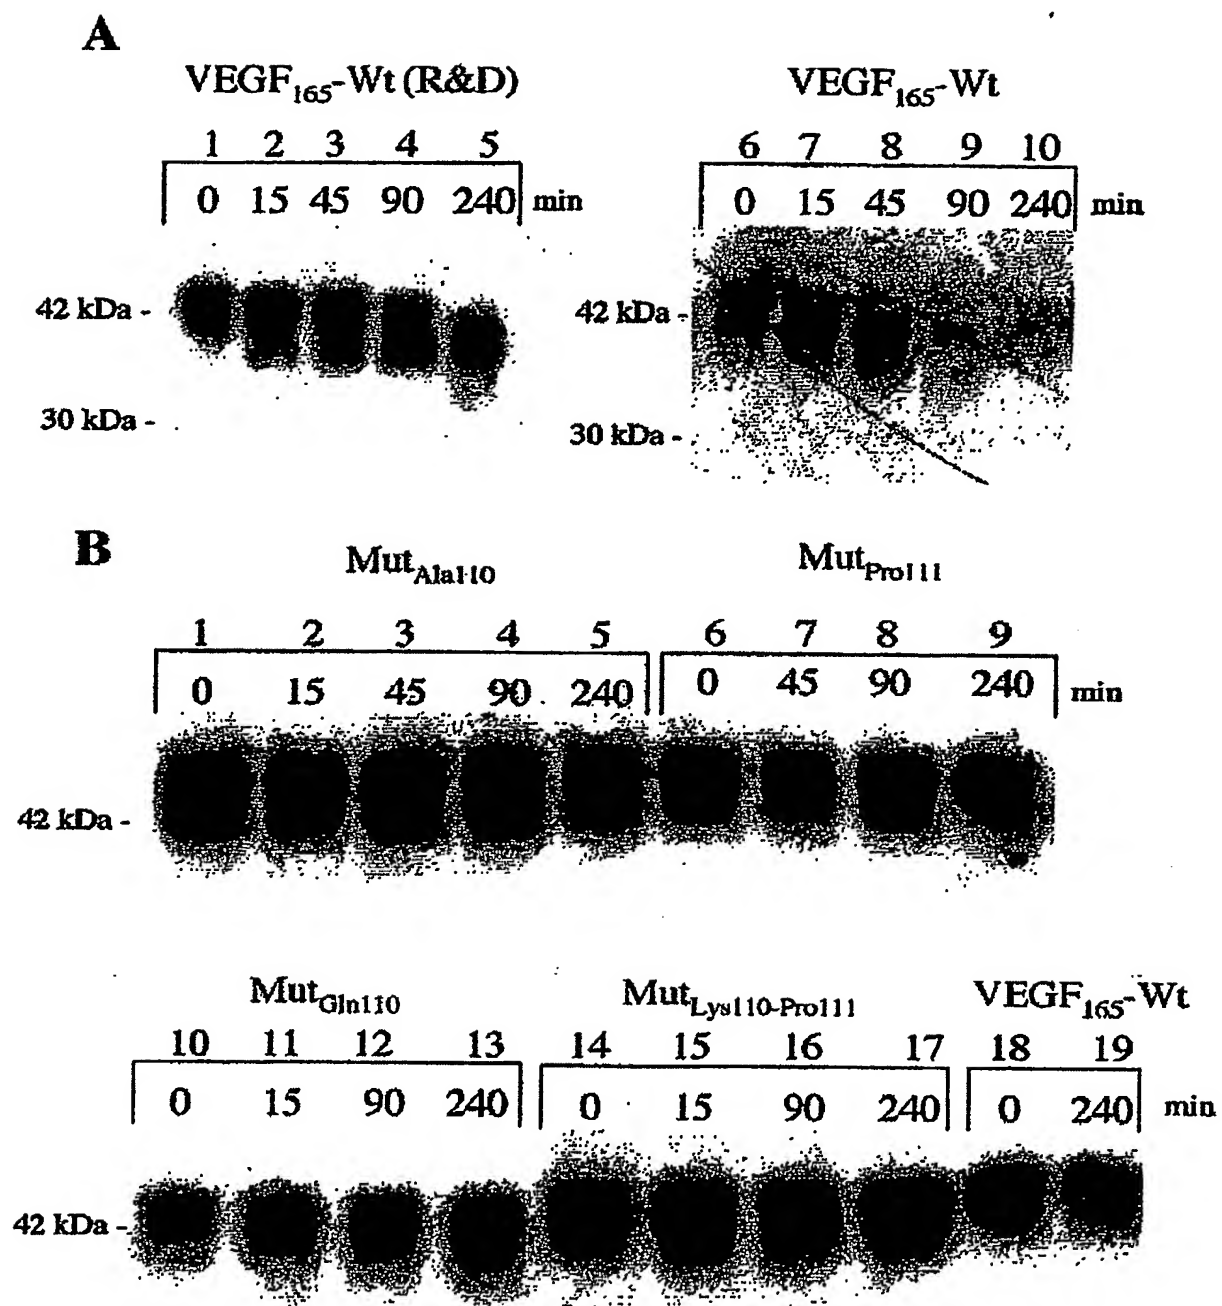 A
VEGF165-Wt (R&D)
1 2 3 4 5
0 15 45 90 240 min
42 kDa -
30 kDa -
VEGF165-Wt
6 7 8 9 10
0 15 45 90 240 min
42 kDa -
30 kDa -
B
MutAla110 MutPro111
1 2 3 4 5 6 7 8 9
0 15 45 90 240 0 45 90 240 min
42 kDa -
MutGln110 MutLys110-Pro111 VEGF165-Wt
10 11 12 13 14 15 16 17 18 19
0 15 90 240 0 15 90 240 0 240 min
42 kDa -